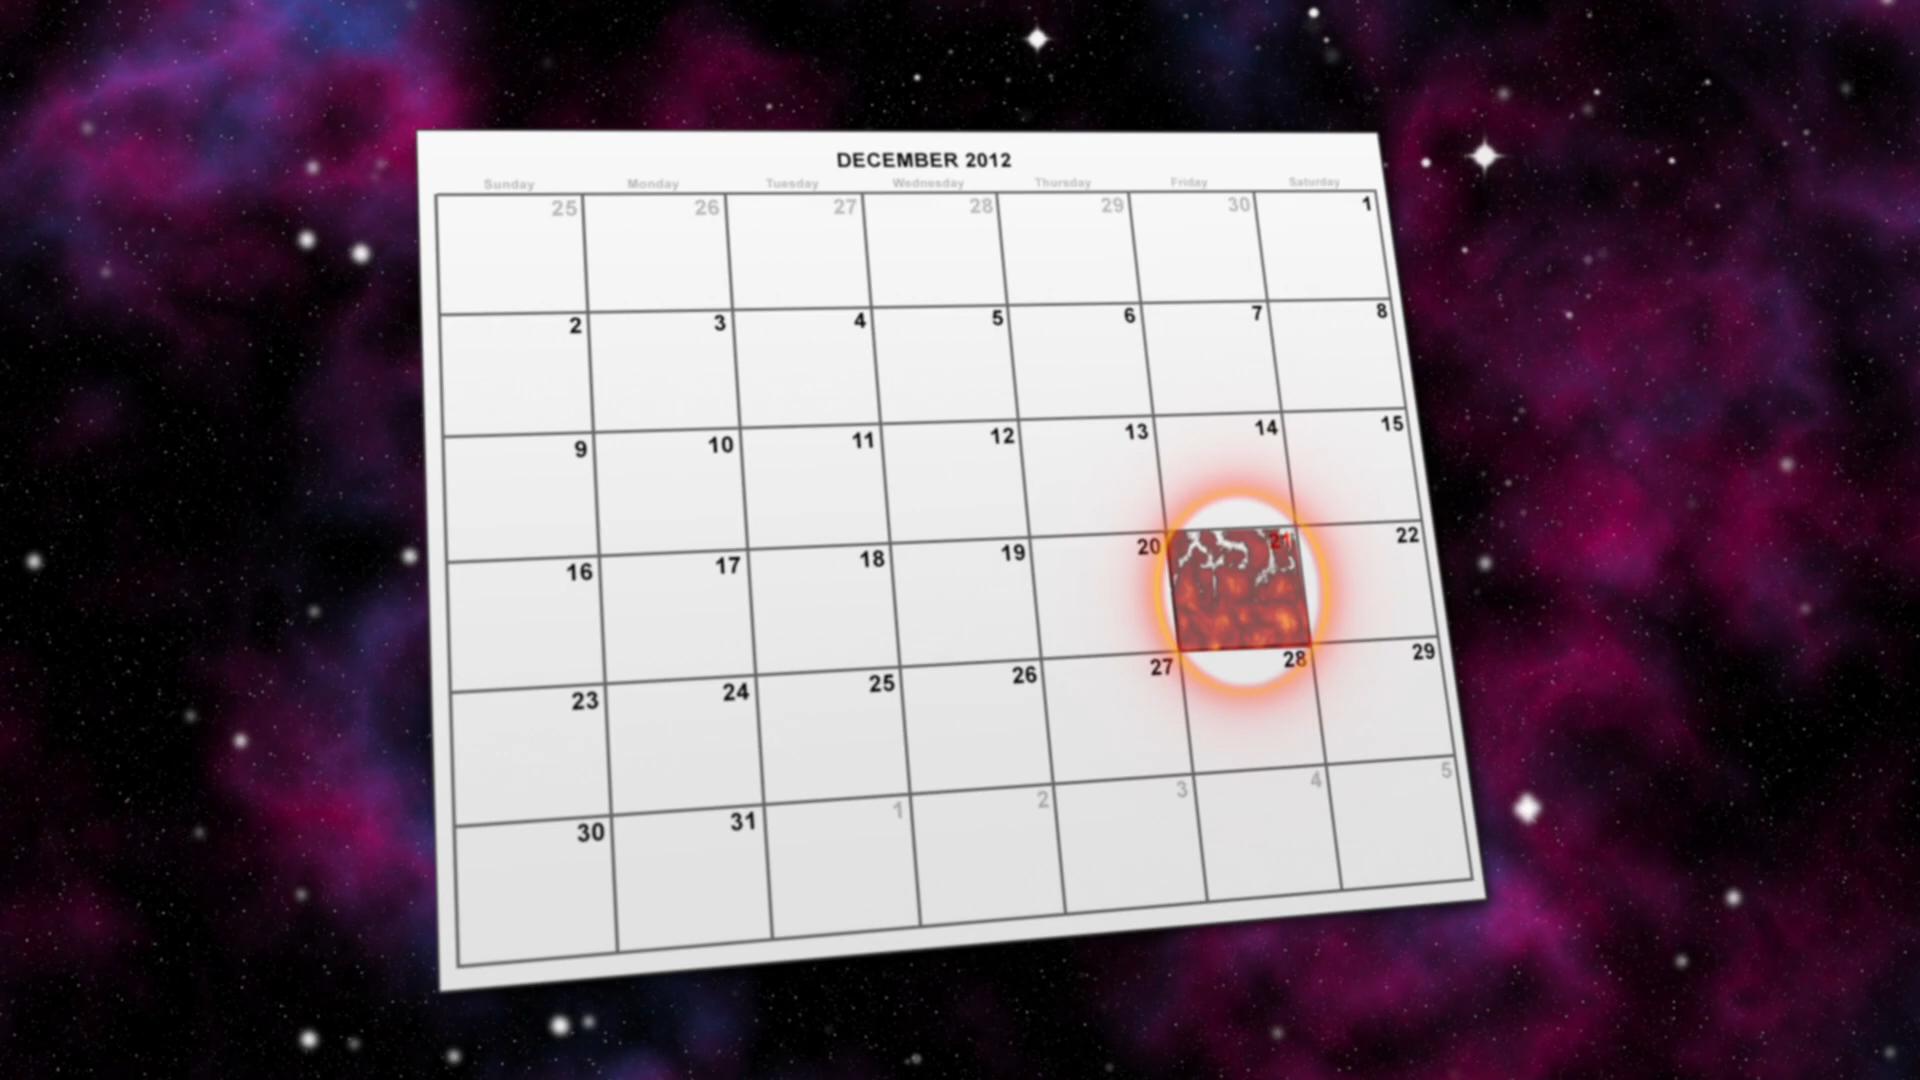 DECEMBER 2012
Sunday Monday Tuesday Wednesday Thursday Friday Saturday
25 26 27 28 29 30 1
2 3 4 5 6 7 8
9 10 11 12 13 14 15
16 17 18 19 20 21 22
23 24 25 26 27 28 29
30 31 1 2 3 4 5